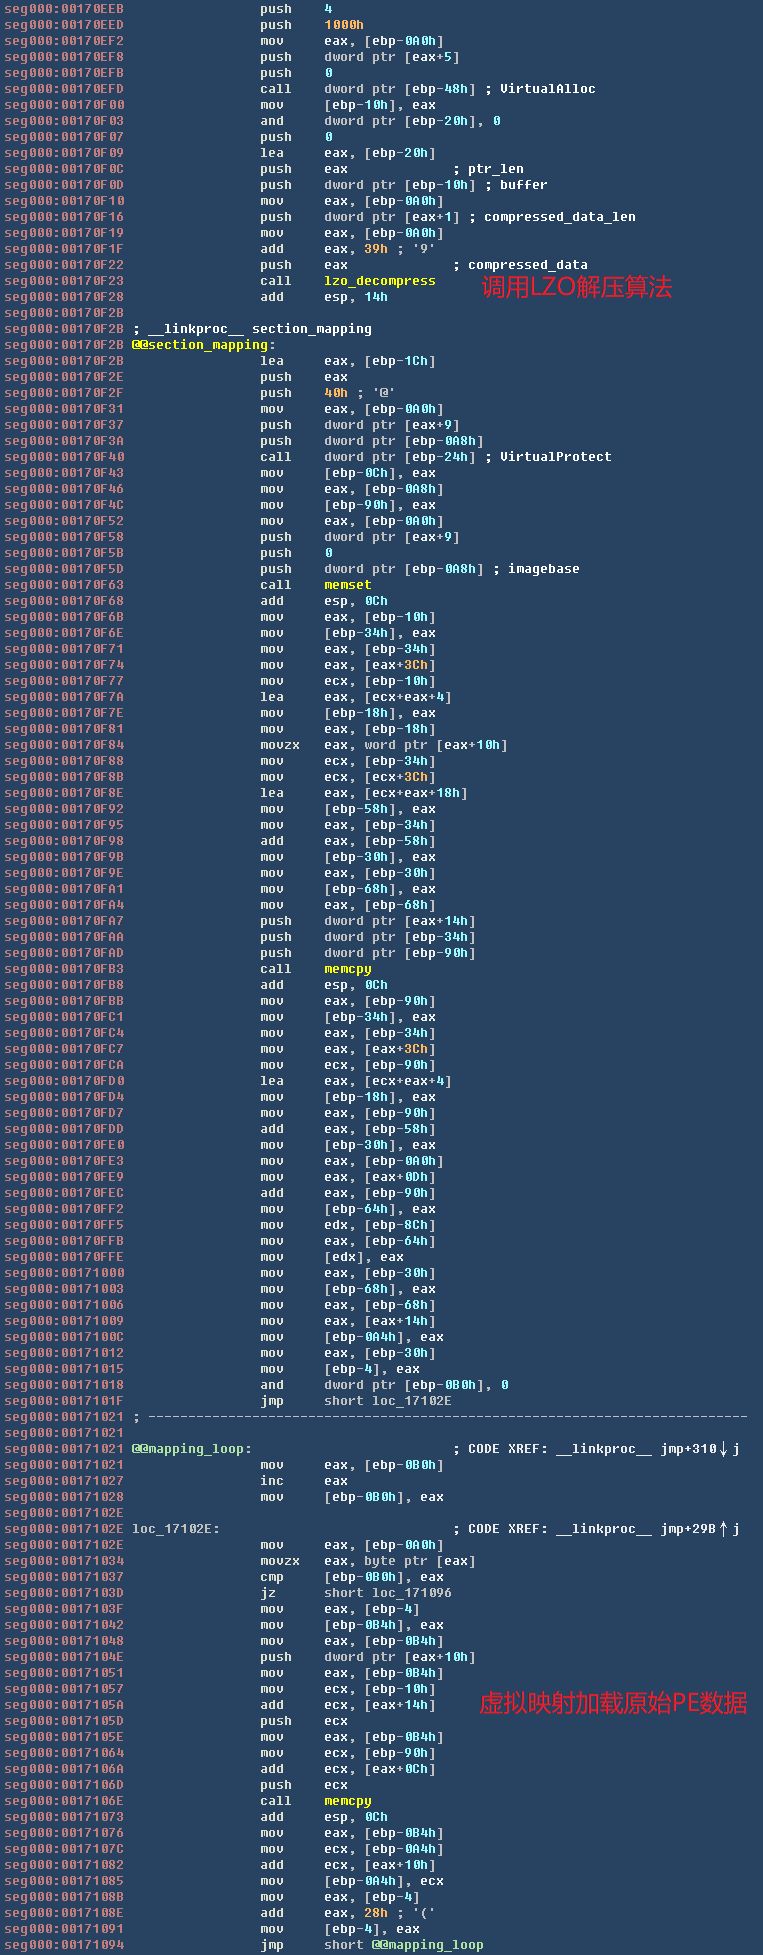 seg000:00170EEB push 4
seg000:00170EED push 1000h
seg000:00170EF2 mov eax, [ebp-0A0h]
seg000:00170EF8 push dword ptr [eax+5]
seg000:00170EFB push 0
seg000:00170EFD call dword ptr [ebp-48h] ; VirtualAlloc
seg000:00170F00 mov [ebp-10h], eax
seg000:00170F03 and dword ptr [ebp-20h], 0
seg000:00170F07 push 0
seg000:00170F09 lea eax, [ebp-20h]
seg000:00170F0C push eax ; ptr_len
seg000:00170F0D push dword ptr [ebp-10h] ; buffer
seg000:00170F10 mov eax, [ebp-0A0h]
seg000:00170F16 push dword ptr [eax+1] ; compressed_data_len
seg000:00170F19 mov eax, [ebp-0A0h]
seg000:00170F1F add eax, 39h ; '9'
seg000:00170F22 push eax ; compressed_data
seg000:00170F23 call lzo_decompress 调用LZO解压算法
seg000:00170F28 add esp, 14h
seg000:00170F2B
seg000:00170F2B ; __linkproc__ section_mapping
seg000:00170F2B @@section_mapping:
seg000:00170F2B lea eax, [ebp-1Ch]
seg000:00170F2E push eax
seg000:00170F2F push 40h ; '@'
seg000:00170F31 mov eax, [ebp-0A0h]
seg000:00170F37 push dword ptr [eax+9]
seg000:00170F3A push dword ptr [ebp-0A8h]
seg000:00170F40 call dword ptr [ebp-24h] ; VirtualProtect
seg000:00170F43 mov [ebp-0Ch], eax
seg000:00170F46 mov eax, [ebp-0A8h]
seg000:00170F4C mov [ebp-90h], eax
seg000:00170F52 mov eax, [ebp-0A0h]
seg000:00170F58 push dword ptr [eax+9]
seg000:00170F5B push 0
seg000:00170F5D push dword ptr [ebp-0A8h] ; imagebase
seg000:00170F63 call memset
seg000:00170F68 add esp, 0Ch
seg000:00170F6B mov eax, [ebp-10h]
seg000:00170F6E mov [ebp-34h], eax
seg000:00170F71 mov eax, [ebp-34h]
seg000:00170F74 mov eax, [eax+3Ch]
seg000:00170F77 mov ecx, [ebp-10h]
seg000:00170F7A lea eax, [ecx+eax+4]
seg000:00170F7E mov [ebp-18h], eax
seg000:00170F81 mov eax, [ebp-18h]
seg000:00170F84 movzx eax, word ptr [eax+10h]
seg000:00170F88 mov ecx, [ebp-34h]
seg000:00170F8B mov ecx, [ecx+3Ch]
seg000:00170F8E lea eax, [ecx+eax+18h]
seg000:00170F92 mov [ebp-58h], eax
seg000:00170F95 mov eax, [ebp-34h]
seg000:00170F98 add eax, [ebp-58h]
seg000:00170F9B mov [ebp-30h], eax
seg000:00170F9E mov eax, [ebp-30h]
seg000:00170FA1 mov [ebp-68h], eax
seg000:00170FA4 mov eax, [ebp-68h]
seg000:00170FA7 push dword ptr [eax+14h]
seg000:00170FAA push dword ptr [ebp-34h]
seg000:00170FAD push dword ptr [ebp-90h]
seg000:00170FB3 call memcpy
seg000:00170FB8 add esp, 0Ch
seg000:00170FBB mov eax, [ebp-90h]
seg000:00170FC1 mov [ebp-34h], eax
seg000:00170FC4 mov eax, [ebp-34h]
seg000:00170FC7 mov eax, [eax+3Ch]
seg000:00170FCA mov ecx, [ebp-90h]
seg000:00170FD0 lea eax, [ecx+eax+4]
seg000:00170FD4 mov [ebp-18h], eax
seg000:00170FD7 mov eax, [ebp-90h]
seg000:00170FDD add eax, [ebp-58h]
seg000:00170FE0 mov [ebp-30h], eax
seg000:00170FE3 mov eax, [ebp-0A0h]
seg000:00170FE9 mov eax, [eax+0Dh]
seg000:00170FEC add eax, [ebp-90h]
seg000:00170FF2 mov [ebp-64h], eax
seg000:00170FF5 mov edx, [ebp-8Ch]
seg000:00170FFB mov eax, [ebp-64h]
seg000:00170FFE mov [edx], eax
seg000:00171000 mov eax, [ebp-30h]
seg000:00171003 mov [ebp-68h], eax
seg000:00171006 mov eax, [ebp-68h]
seg000:00171009 mov eax, [eax+14h]
seg000:0017100C mov [ebp-0A4h], eax
seg000:00171012 mov eax, [ebp-30h]
seg000:00171015 mov [ebp-4], eax
seg000:00171018 and dword ptr [ebp-0B0h], 0
seg000:0017101F jmp short loc_17102E
seg000:00171021 ; ---------------------------------------------------------------------------
seg000:00171021
seg000:00171021 @@mapping_loop: ; CODE XREF: __linkproc__ jmp+310↓j
seg000:00171021 mov eax, [ebp-0B0h]
seg000:00171027 inc eax
seg000:00171028 mov [ebp-0B0h], eax
seg000:0017102E
seg000:0017102E loc_17102E: ; CODE XREF: __linkproc__ jmp+29B↑j
seg000:0017102E mov eax, [ebp-0A0h]
seg000:00171034 movzx eax, byte ptr [eax]
seg000:00171037 cmp [ebp-0B0h], eax
seg000:0017103D jz short loc_171096
seg000:0017103F mov eax, [ebp-4]
seg000:00171042 mov [ebp-0B4h], eax
seg000:00171048 mov eax, [ebp-0B4h]
seg000:0017104E push dword ptr [eax+10h]
seg000:00171051 mov eax, [ebp-0B4h]
seg000:00171057 mov ecx, [ebp-10h]
seg000:0017105A add ecx, [eax+14h] 虚拟映射加载原始PE数据
seg000:0017105D push ecx
seg000:0017105E mov eax, [ebp-0B4h]
seg000:00171064 mov ecx, [ebp-90h]
seg000:0017106A add ecx, [eax+0Ch]
seg000:0017106D push ecx
seg000:0017106E call memcpy
seg000:00171073 add esp, 0Ch
seg000:00171076 mov eax, [ebp-0B4h]
seg000:0017107C mov ecx, [ebp-0A4h]
seg000:00171082 add ecx, [eax+10h]
seg000:00171085 mov [ebp-0A4h], ecx
seg000:0017108B mov eax, [ebp-4]
seg000:0017108E add eax, 28h ; '('
seg000:00171091 mov [ebp-4], eax
seg000:00171094 jmp short @@mapping_loop